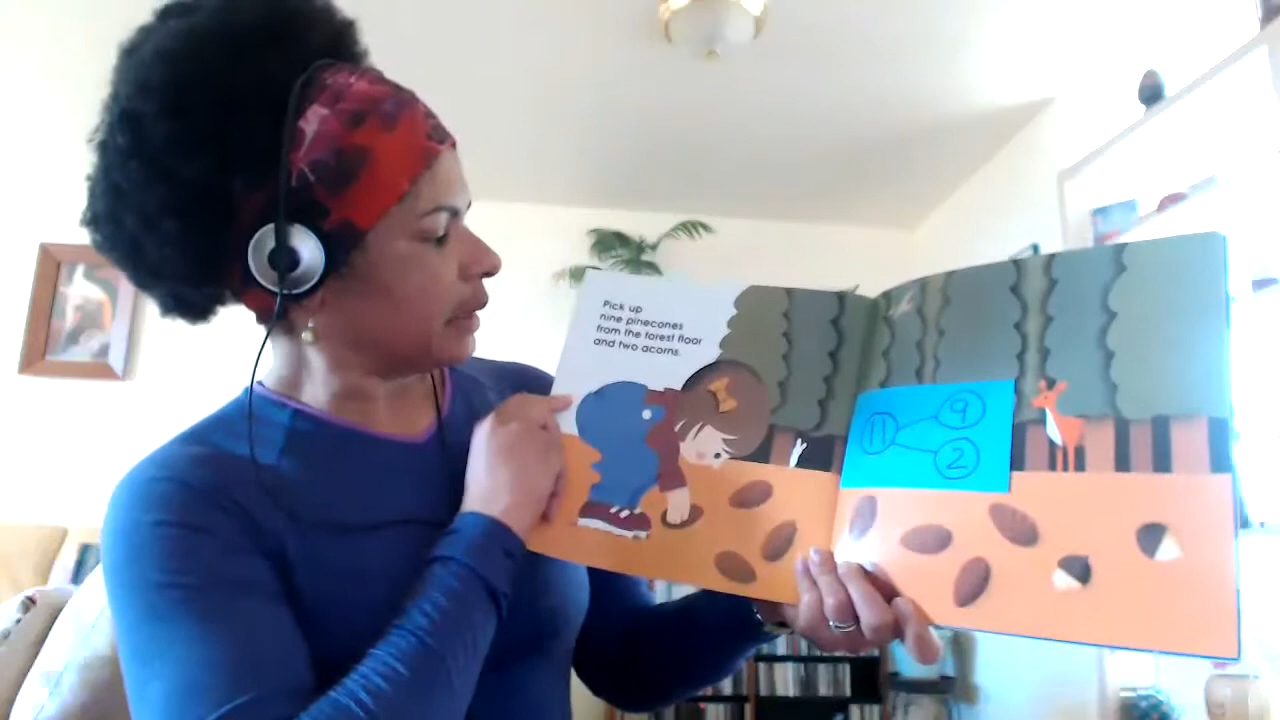 Pick up
nine pinecones
from the forest floor
and two acorns.
9
11
2